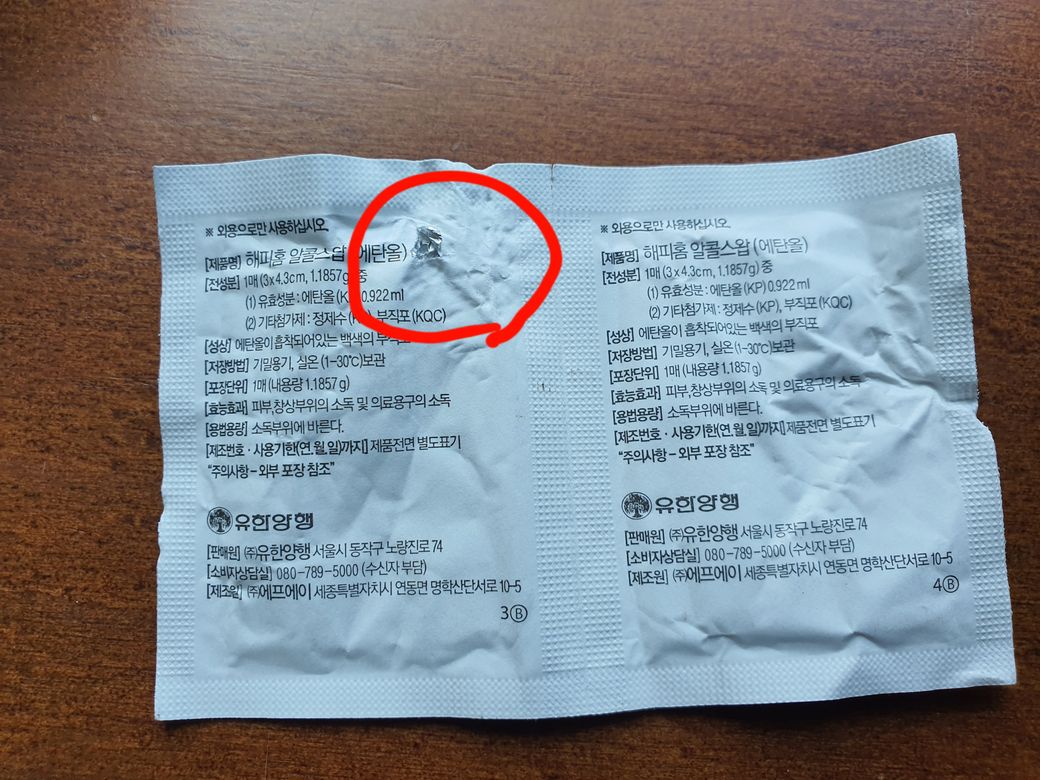 ※ 외용으로만 사용하십시오.
[제품명] 해피홈 알콜스왑 (에탄올)
[전성분] 1매 (3x4.3cm, 1.1857g) 중
(1) 유효성분 : 에탄올 (KP) 0.922ml
(2) 기타첨가제 : 정제수 (KP), 부직포 (KQC)
[성상] 에탄올이 흡착되어있는 백색의 부직포
[저장방법] 기밀용기, 실온 (1-30℃)보관
[포장단위] 1매 (내용량 1.1857g)
[효능효과] 피부,창상부위의 소독 및 의료용구의 소독
[용법용량] 소독부위에 바른다.
[제조번호·사용기한(연,월,일)까지] 제품전면 별도표기
"주의사항-외부 포장 참조"
유한양행
[판매원] ㈜유한양행 서울시 동작구 노량진로 74
[소비자상담실] 080-789-5000 (수신자 부담)
[제조원] ㈜에프에이 세종특별자치시 연동면 명학산단서로 10-5
3Ⓑ
※ 외용으로만 사용하십시오.
[제품명] 해피홈 알콜스왑 (에탄올)
[전성분] 1매 (3x4.3cm, 1.1857g) 중
(1) 유효성분 : 에탄올 (KP) 0.922ml
(2) 기타첨가제 : 정제수 (KP), 부직포 (KQC)
[성상] 에탄올이 흡착되어있는 백색의 부직포
[저장방법] 기밀용기, 실온 (1-30℃)보관
[포장단위] 1매 (내용량 1.1857g)
[효능효과] 피부,창상부위의 소독 및 의료용구의 소독
[용법용량] 소독부위에 바른다.
[제조번호·사용기한(연,월,일)까지] 제품전면 별도표기
"주의사항-외부 포장 참조"
유한양행
[판매원] ㈜유한양행 서울시 동작구 노량진로 74
[소비자상담실] 080-789-5000 (수신자 부담)
[제조원] ㈜에프에이 세종특별자치시 연동면 명학산단서로 10-5
4Ⓑ